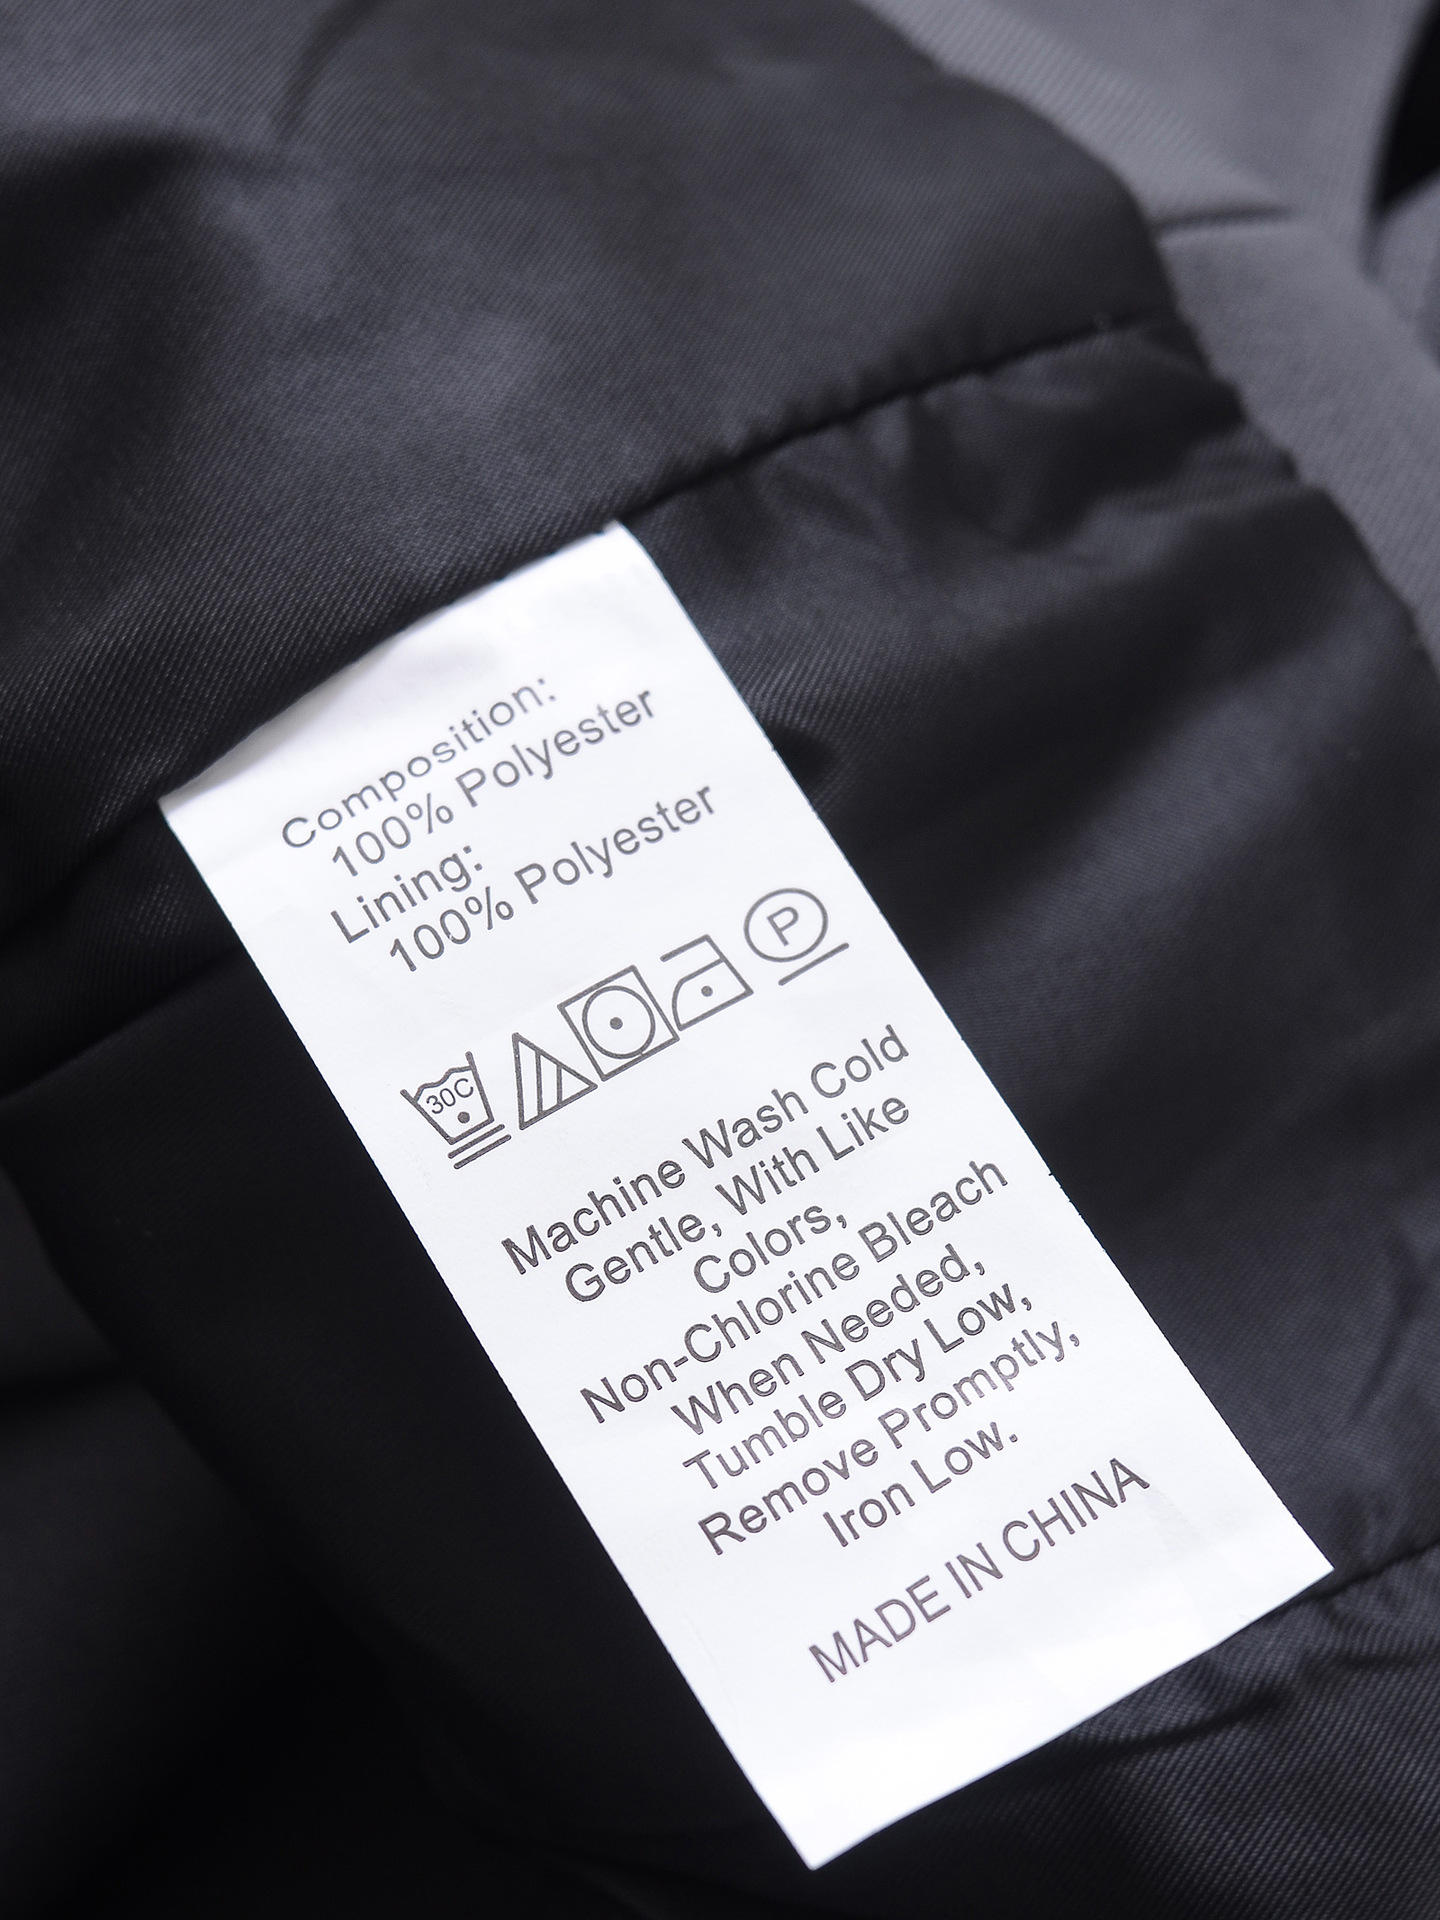 Composition:
100% Polyester
Lining:
100% Polyester
30C
P
Machine Wash Cold
Gentle, With Like
Colors,
Non-Chlorine Bleach
When Needed,
Tumble Dry Low,
Remove Promptly,
Iron Low.
MADE IN CHINA